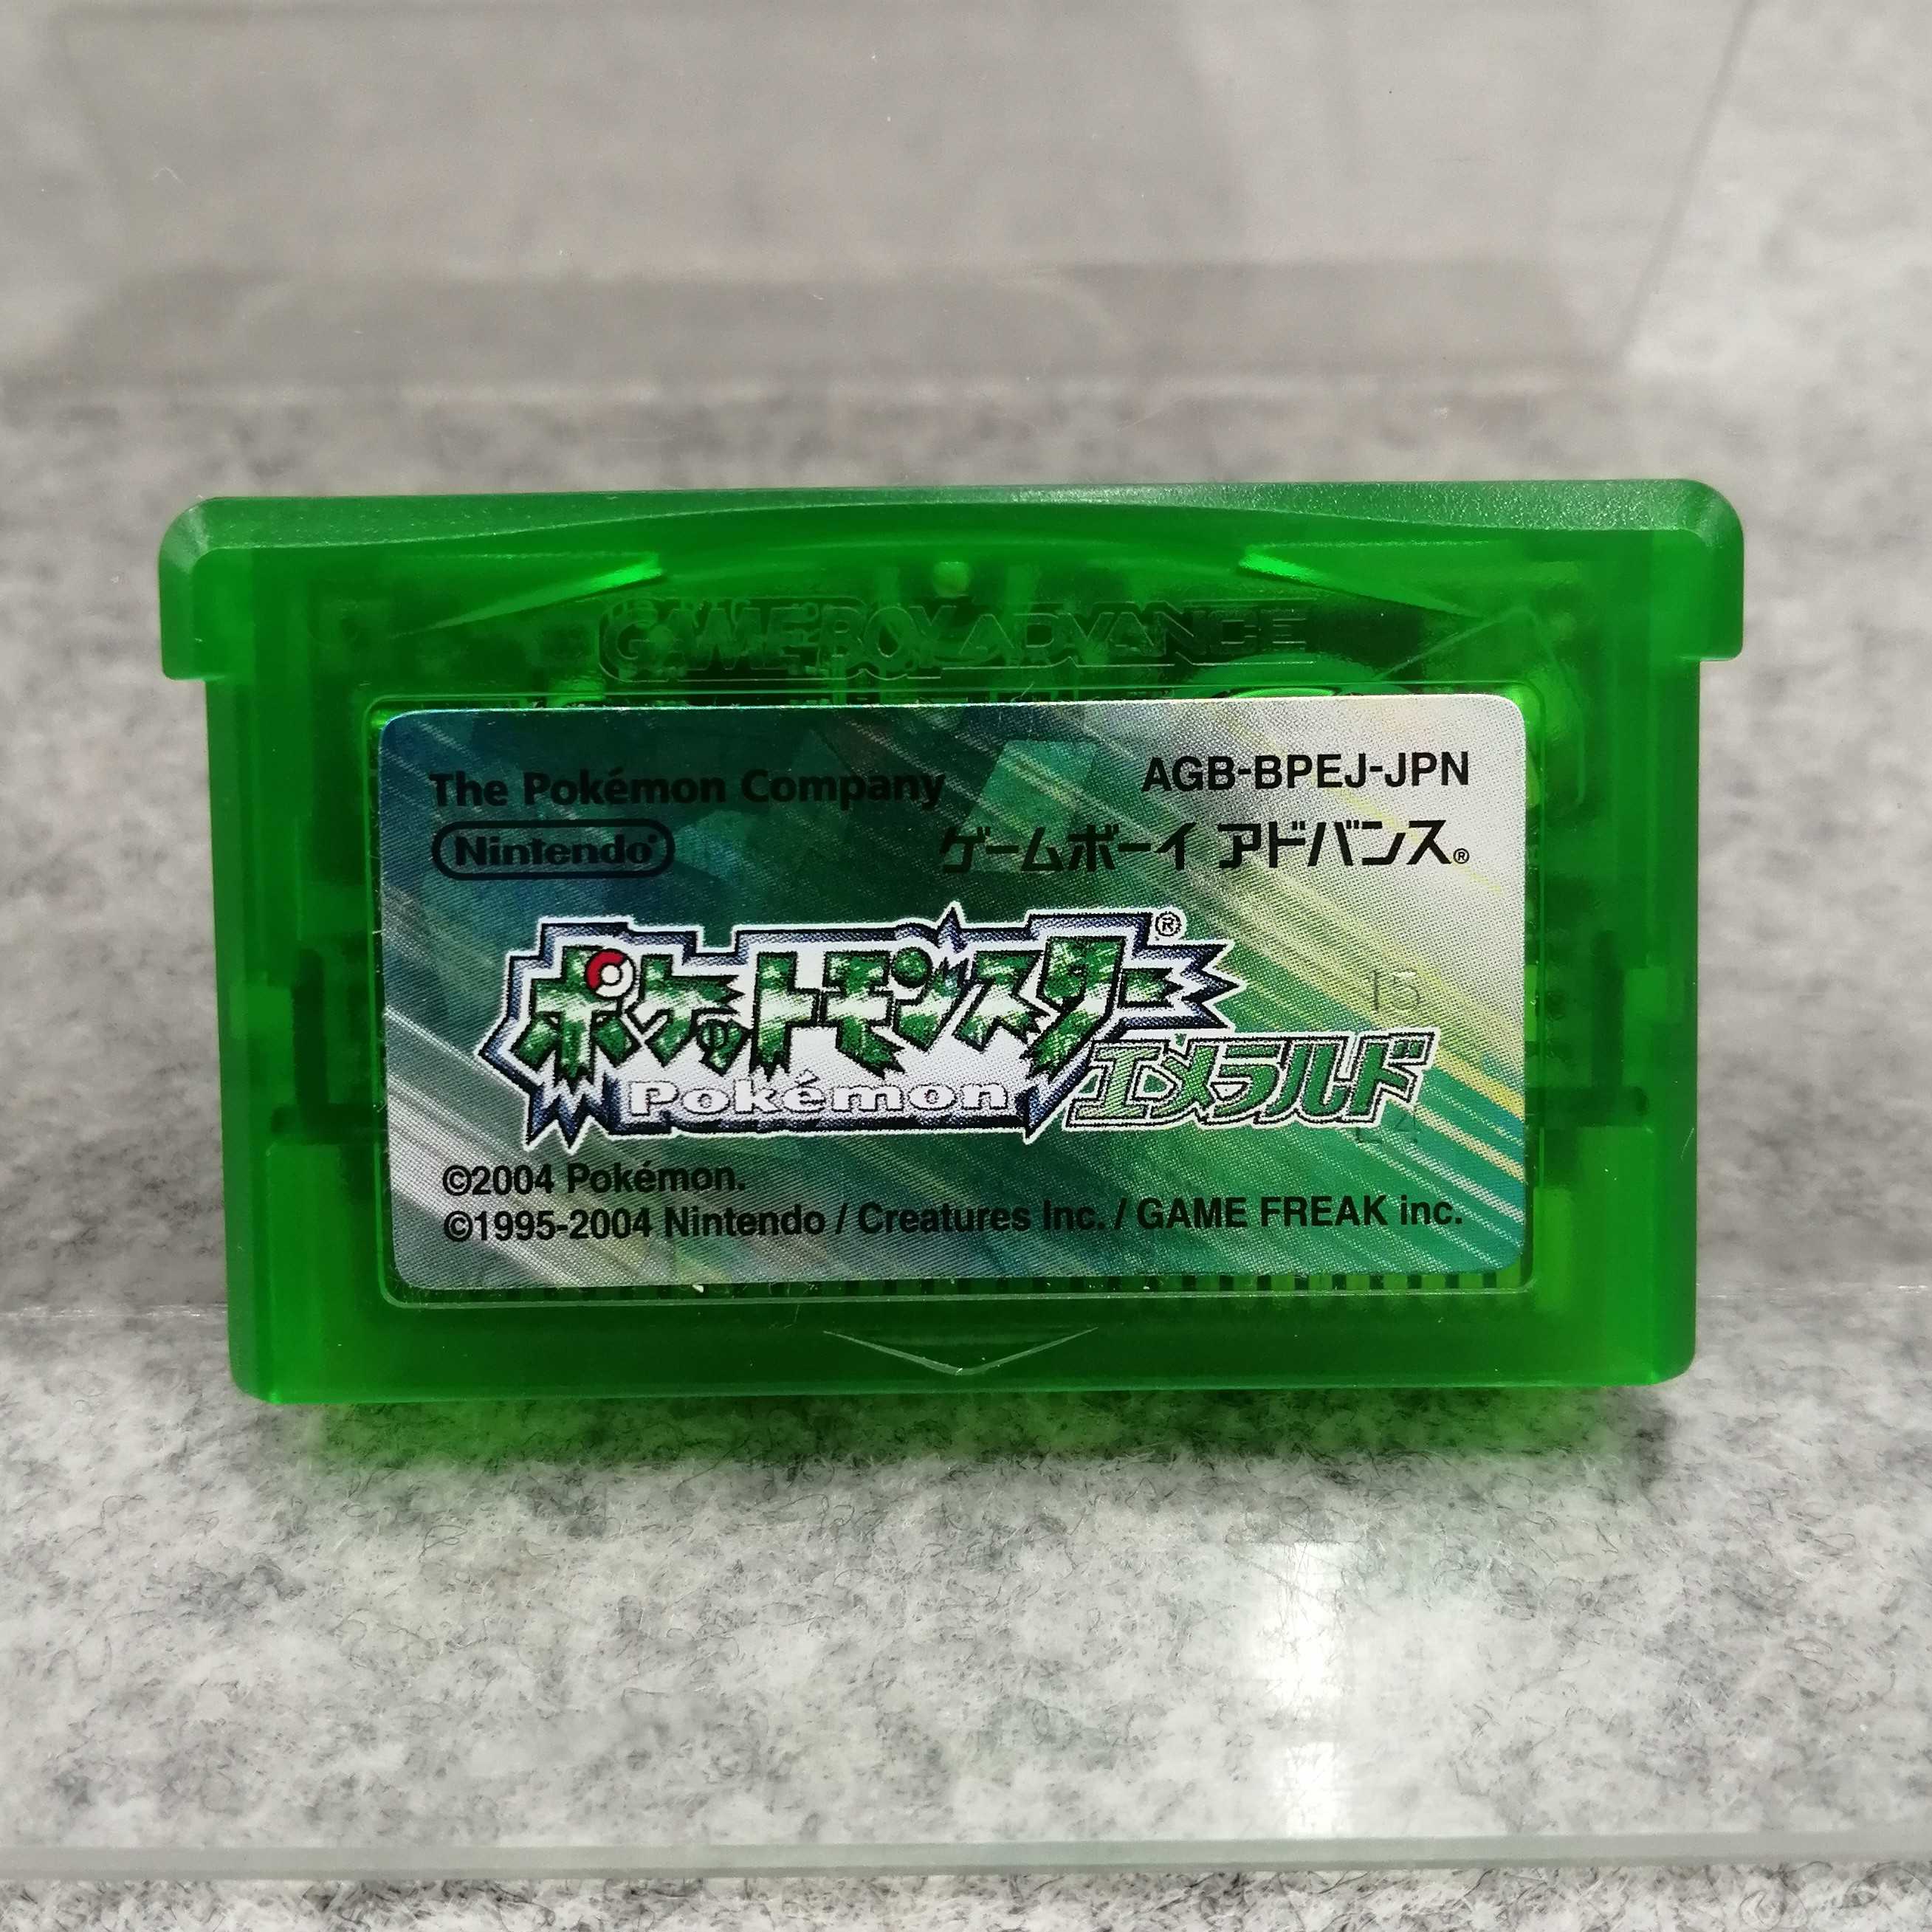 GAME BOY ADVANCE
The Pokémon Company
AGB-BPEJ-JPN
Nintendo®
ゲームボーイ アドバンス®
ポケットモンスター®
Pokémon
エメラルド
15
©2004 Pokémon.
©1995-2004 Nintendo / Creatures Inc. / GAME FREAK inc.